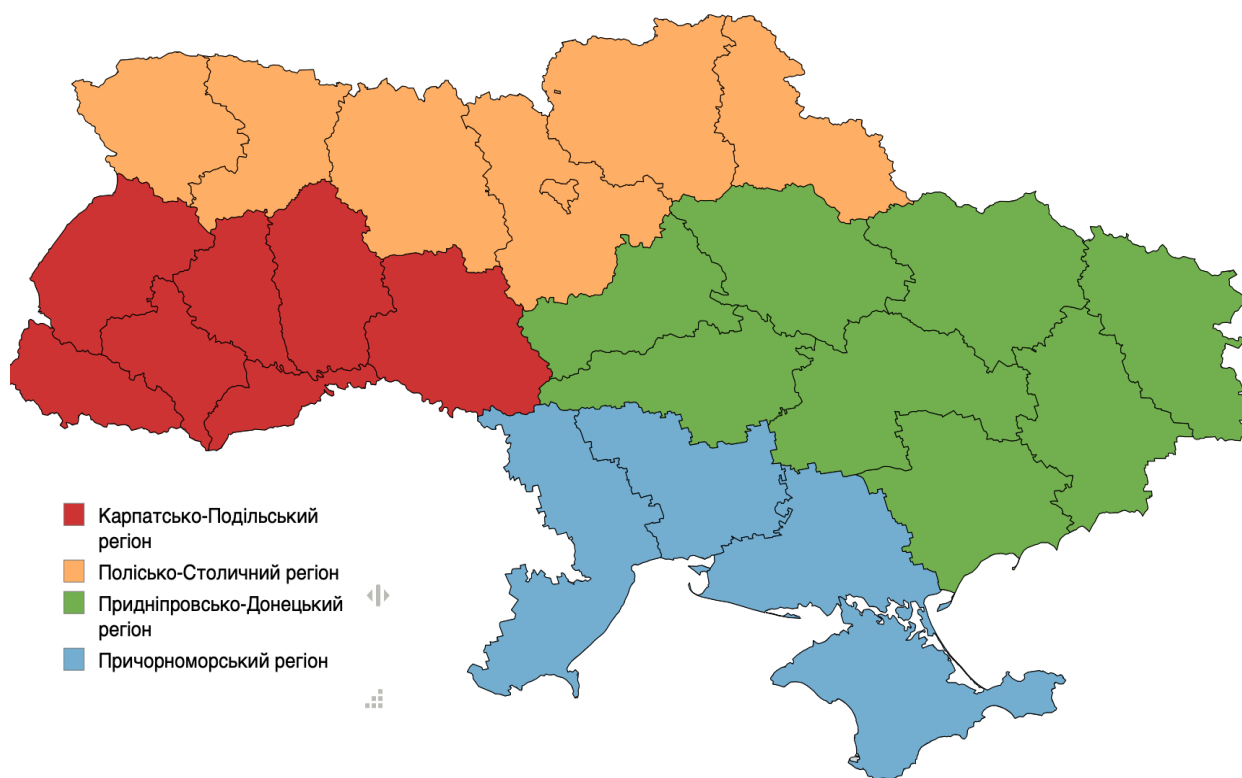 Карпатсько-Подільський
регіон
Полісько-Столичний регіон
Придніпровсько-Донецький
регіон
Причорноморський регіон